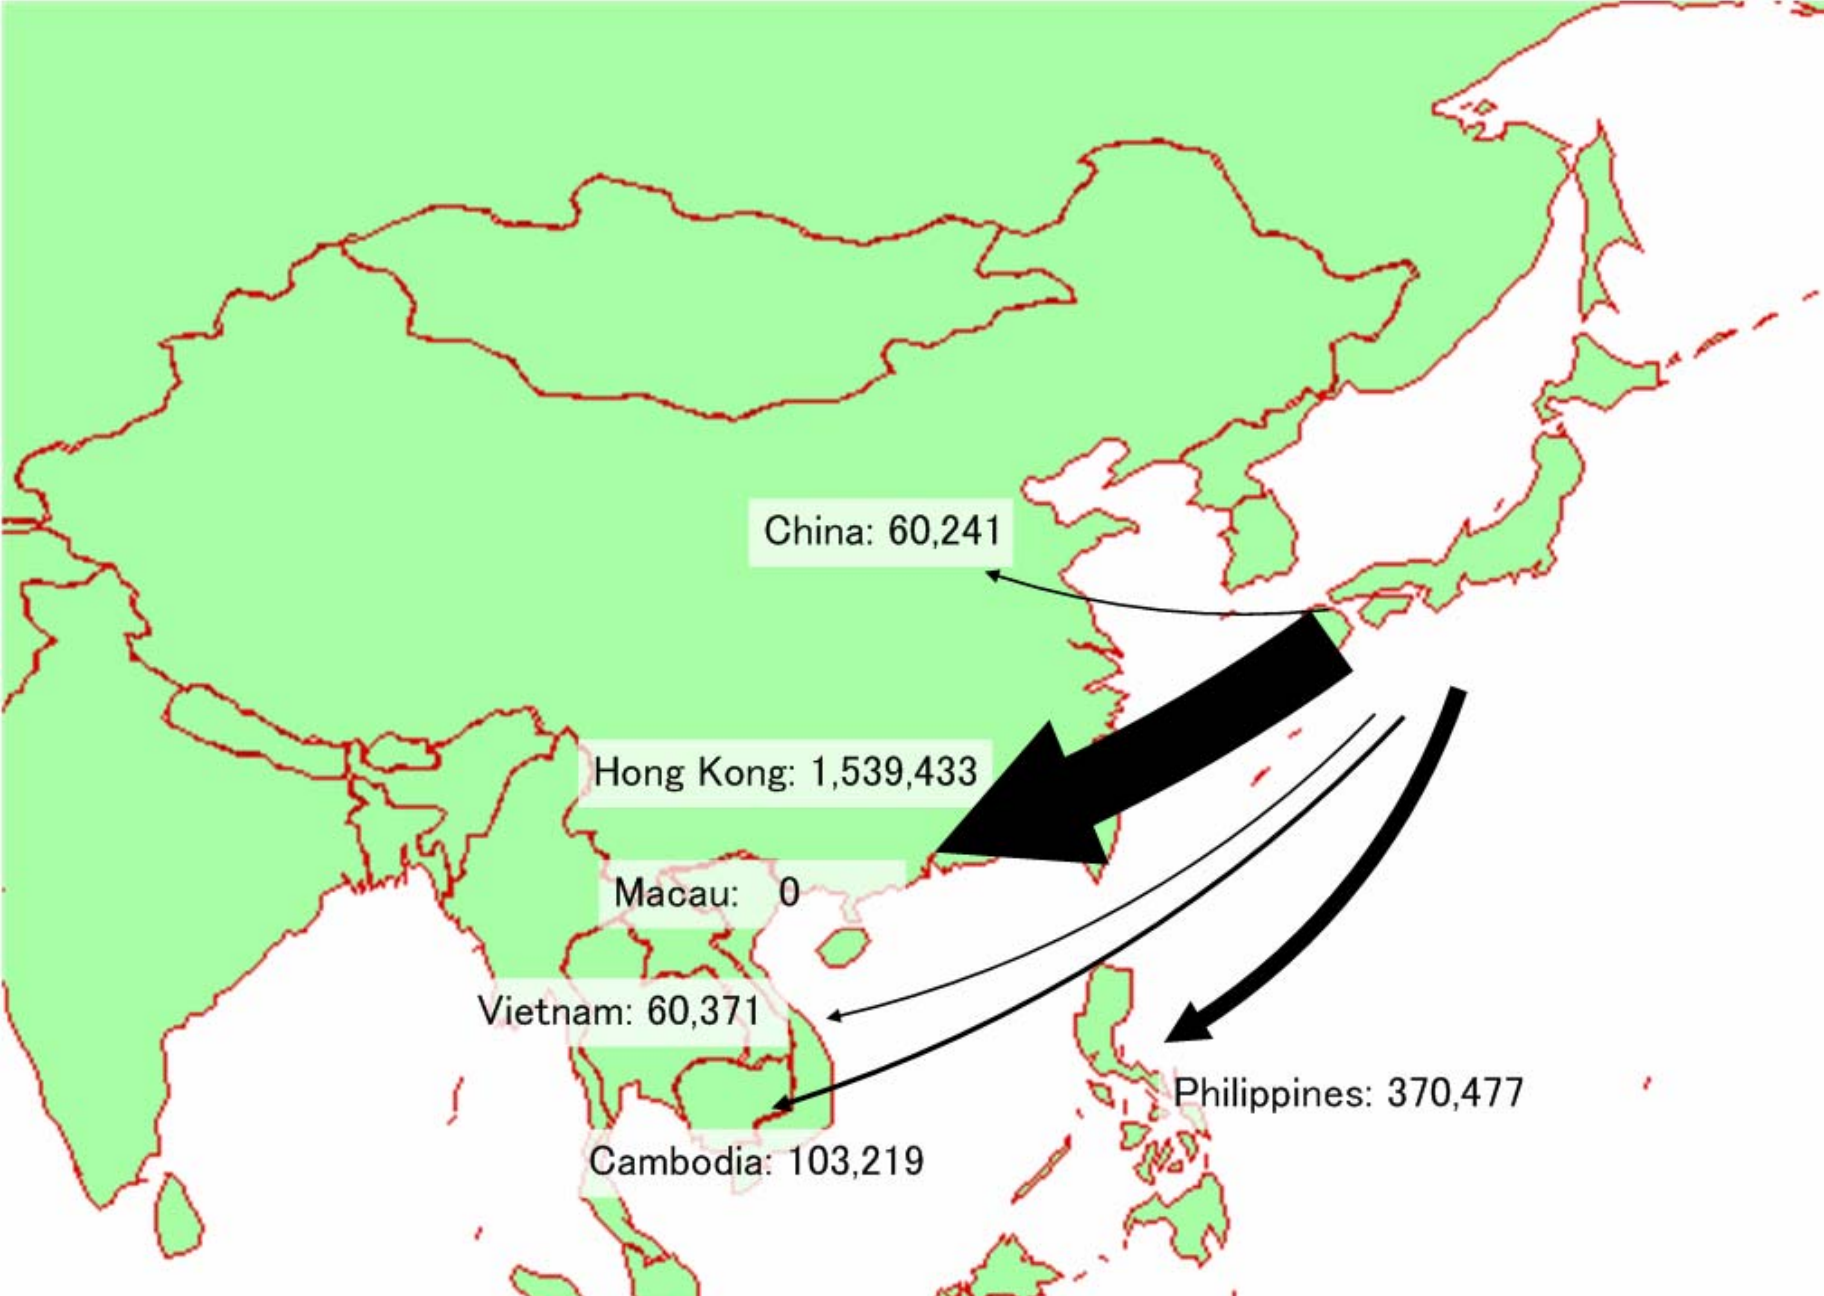 China: 60,241
Hong Kong: 1,539,433
Macau: 0
Vietnam: 60,371
Philippines: 370,477
Cambodia: 103,219